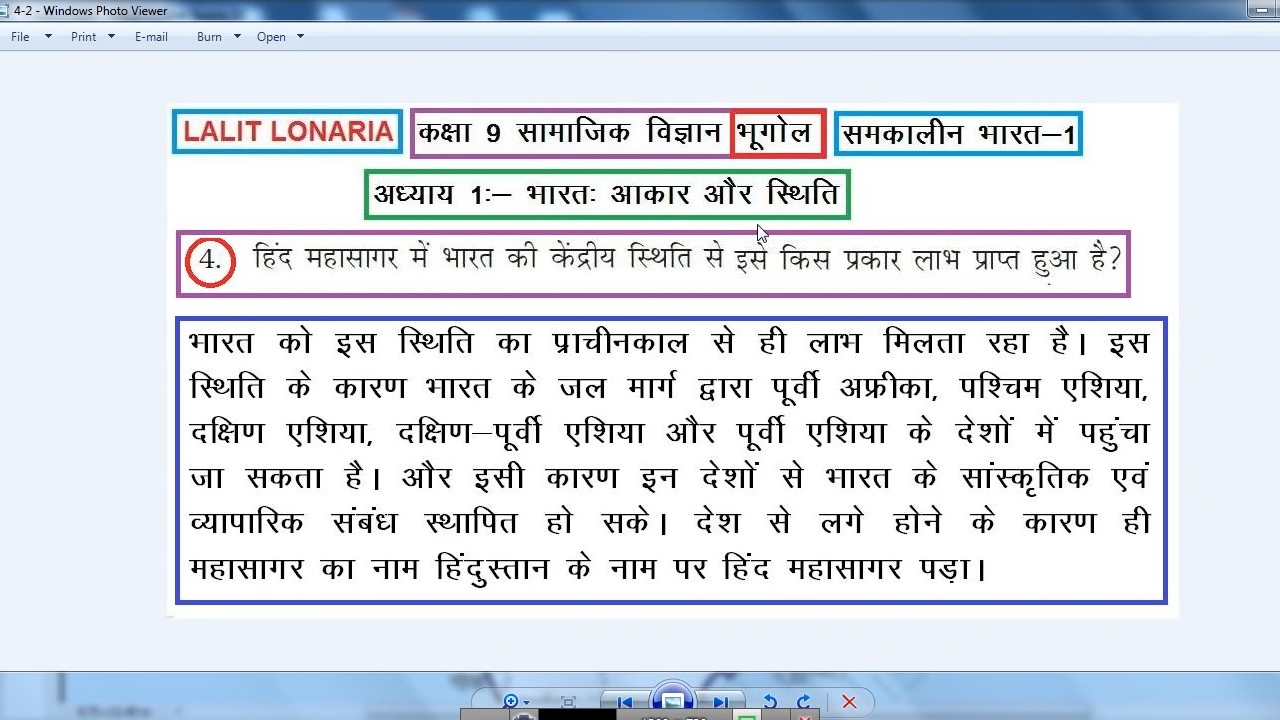 4-2 - Windows Photo Viewer
File Print E-mail Burn Open
LALIT LONARIA कक्षा 9 सामाजिक विज्ञान भूगोल समकालीन भारत–1
अध्याय 1:– भारतः आकार और स्थिति
4. हिंद महासागर में भारत की केंद्रीय स्थिति से इसे किस प्रकार लाभ प्राप्त हुआ है?
भारत को इस स्थिति का प्राचीनकाल से ही लाभ मिलता रहा है। इस
स्थिति के कारण भारत के जल मार्ग द्वारा पूर्वी अफ्रीका, पश्चिम एशिया,
दक्षिण एशिया, दक्षिण–पूर्वी एशिया और पूर्वी एशिया के देशों में पहुंचा
जा सकता है। और इसी कारण इन देशों से भारत के सांस्कृतिक एवं
व्यापारिक संबंध स्थापित हो सके। देश से लगे होने के कारण ही
महासागर का नाम हिंदुस्तान के नाम पर हिंद महासागर पड़ा।